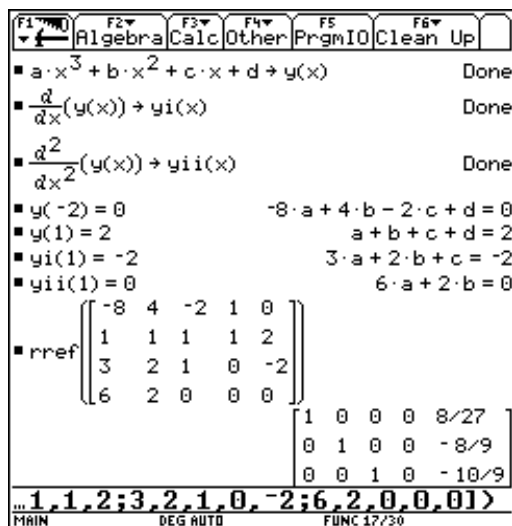 F1 F2 F3 F4 F5 F6
Algebra Calc Other PrgmIO Clean Up
a·x³+b·x²+c·x+d→y(x) Done
d/dx(y(x))→yi(x) Done
d²/dx²(y(x))→yii(x) Done
y(-2)=0 -8·a+4·b-2·c+d=0
y(1)=2 a+b+c+d=2
yi(1)=-2 3·a+2·b+c=-2
yii(1)=0 6·a+2·b=0
-8 4 -2 1 0
1 1 1 1 2
rref
3 2 1 0 -2
6 2 0 0 0
1 0 0 0 8/27
0 1 0 0 -8/9
0 0 1 0 -10/9
…1,1,2;3,2,1,0,-2;6,2,0,0,0])
MAIN DEG AUTO FUNC 17/30